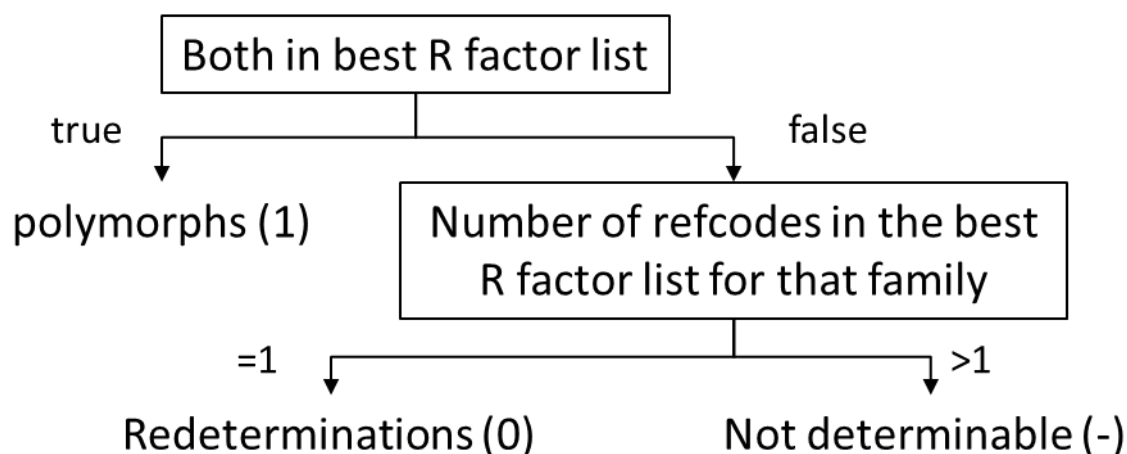 Both in best R factor list
true
false
polymorphs (1)
Number of refcodes in the best
R factor list for that family
=1
>1
Redeterminations (0)
Not determinable (-)